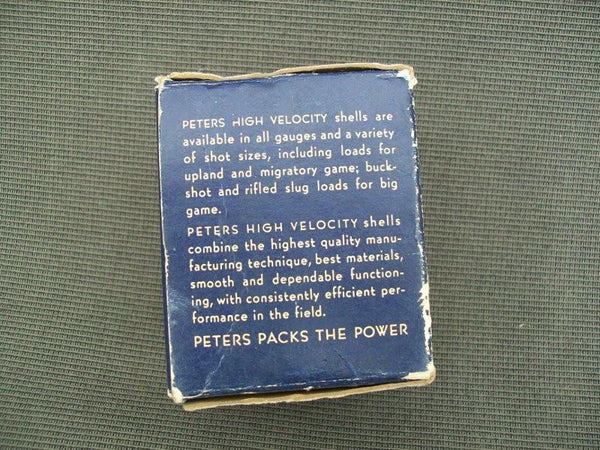 PETERS HIGH VELOCITY shells are
available in all gauges and a variety
of shot sizes, including loads for
upland and migratory game; buck-
shot and rifled slug loads for big
game.
PETERS HIGH VELOCITY shells
combine the highest quality manu-
facturing technique, best materials,
smooth and dependable function-
ing, with consistently efficient per-
formance in the field.
PETERS PACKS THE POWER